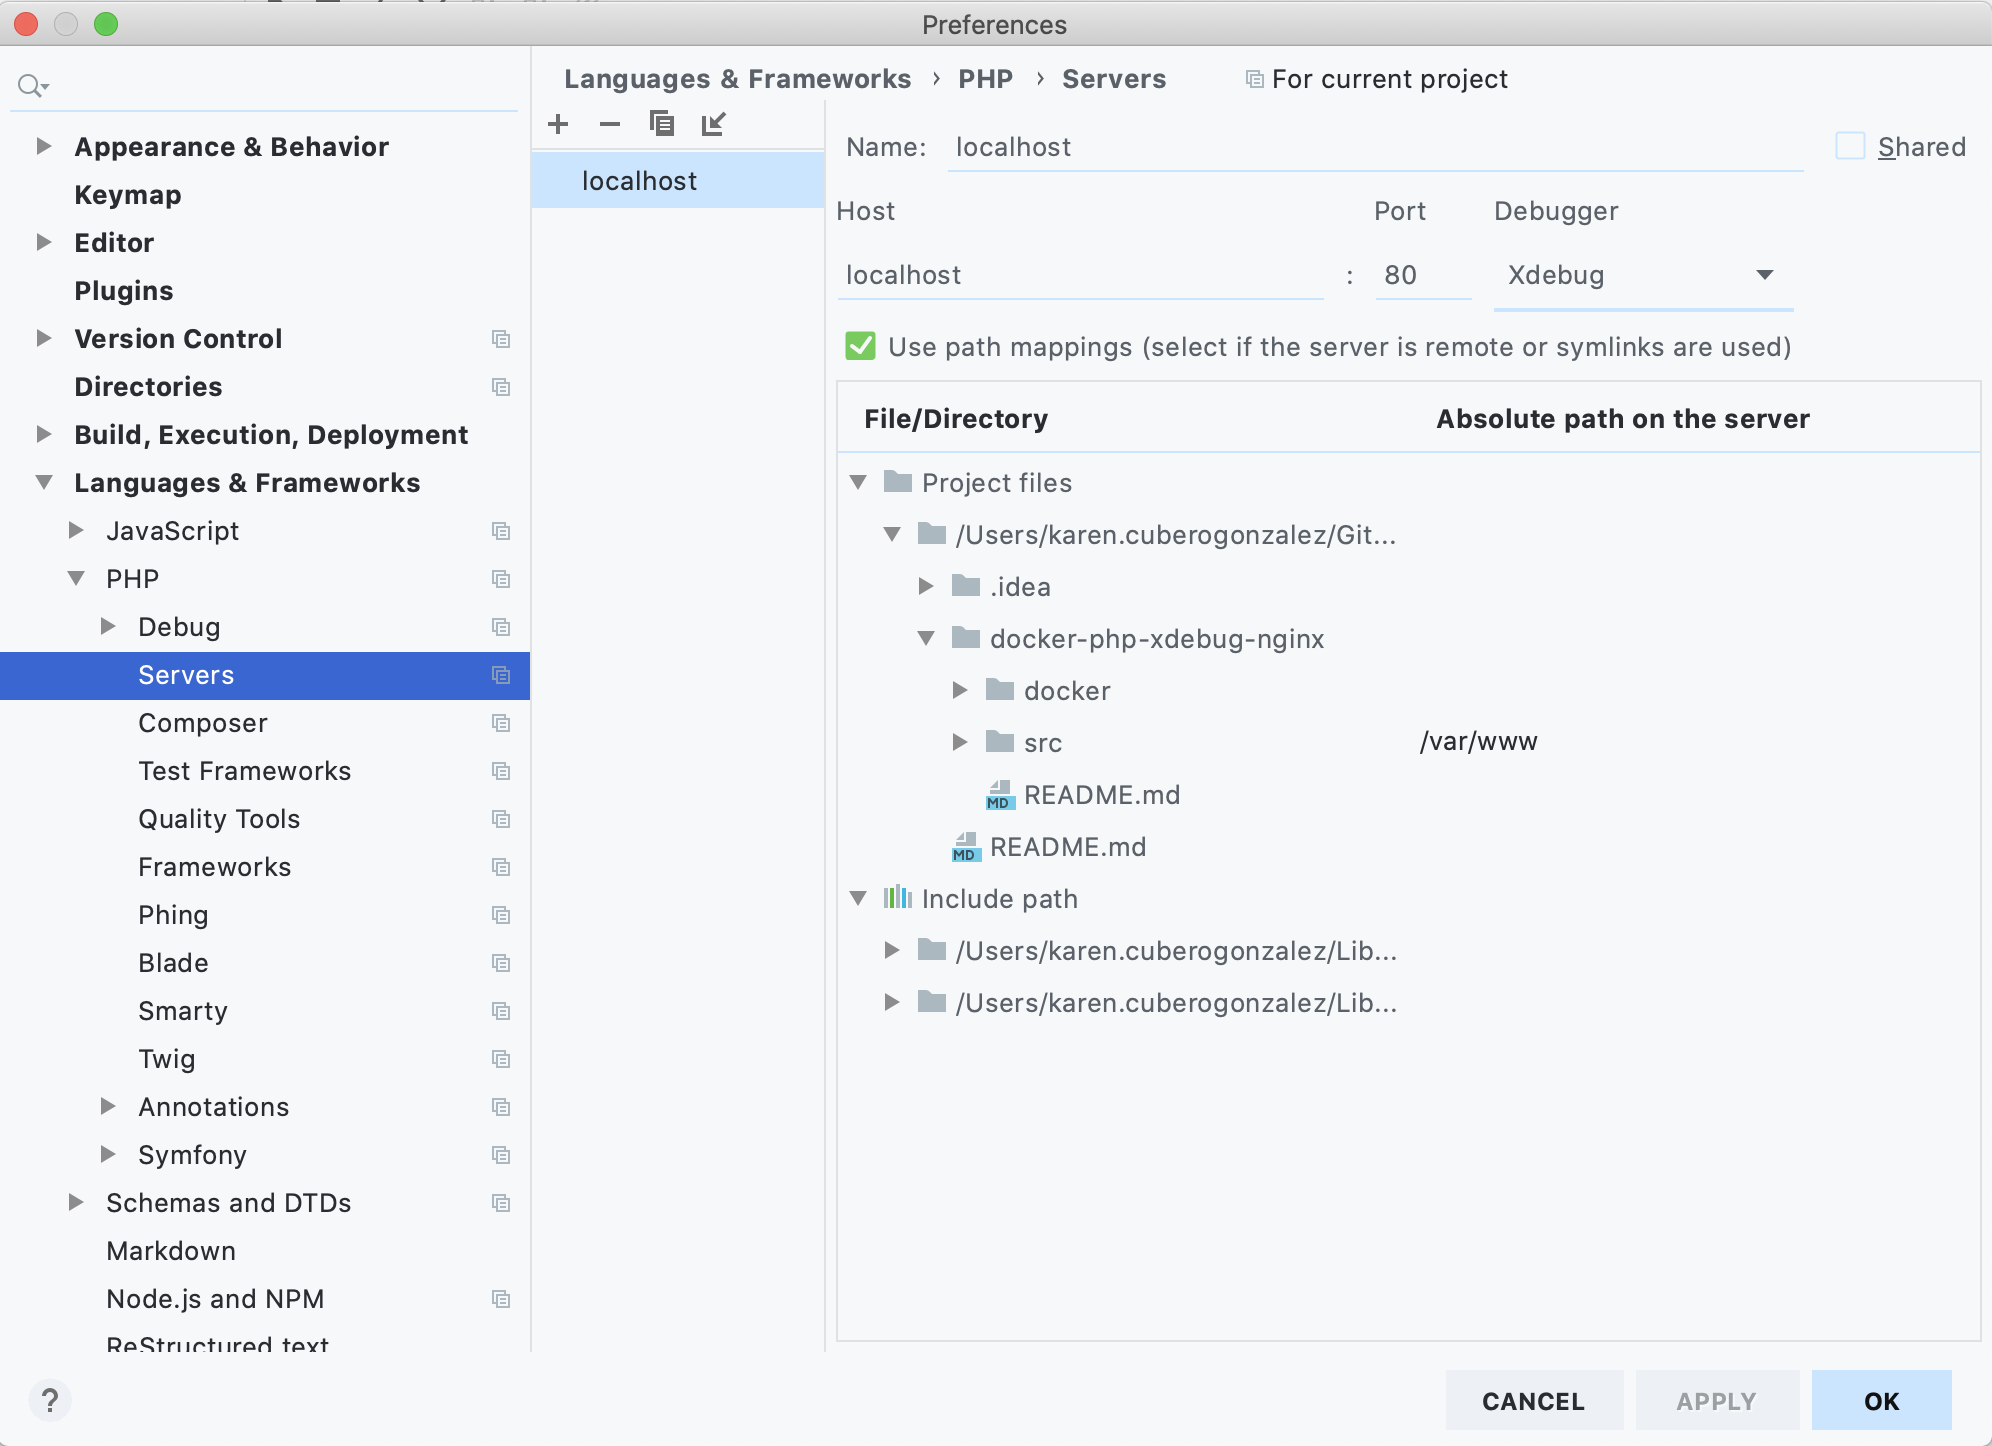 Preferences
Appearance & Behavior
Keymap
Editor
Plugins
Version Control
Directories
Build, Execution, Deployment
Languages & Frameworks
JavaScript
PHP
Debug
Servers
Composer
Test Frameworks
Quality Tools
Frameworks
Phing
Blade
Smarty
Twig
Annotations
Symfony
Schemas and DTDs
Markdown
Node.js and NPM
ReStructured text
?
Languages & Frameworks › PHP › Servers For current project
localhost
Name: localhost Shared
Host Port Debugger
localhost : 80 Xdebug
Use path mappings (select if the server is remote or symlinks are used)
File/Directory Absolute path on the server
Project files
/Users/karen.cuberogonzalez/Git...
.idea
docker-php-xdebug-nginx
docker
src /var/www
MD README.md
MD README.md
Include path
/Users/karen.cuberogonzalez/Lib...
/Users/karen.cuberogonzalez/Lib...
CANCEL APPLY OK